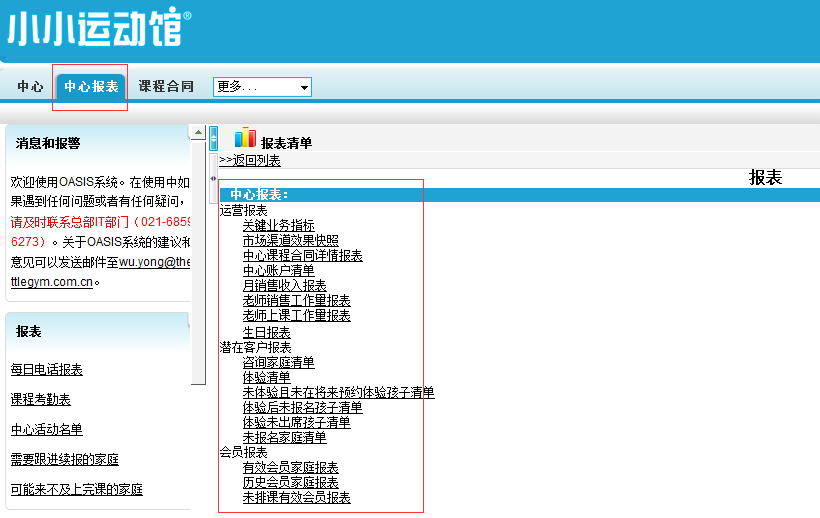 小小运动馆®
中心
中心报表
课程合同
更多...
消息和报警
欢迎使用OASIS系统。在使用中如
果遇到任何问题或者有任何疑问，
请及时联系总部IT部门（021-6859
6273）。关于OASIS系统的建议和
意见可以发送邮件至wu.yong@the
ttlegym.com.cn。
报表
每日电话报表
课程考勤表
中心活动名单
需要跟进续报的家庭
可能来不及上完课的家庭
报表清单
>>返回列表
报表
中心报表：
运营报表
关键业务指标
市场渠道效果快照
中心课程合同详情报表
中心账户清单
月销售收入报表
老师销售工作量报表
老师上课工作量报表
生日报表
潜在客户报表
咨询家庭清单
体验清单
未体验且未在将来预约体验孩子清单
体验后未报名孩子清单
体验未出席孩子清单
未报名家庭清单
会员报表
有效会员家庭报表
历史会员家庭报表
未排课有效会员报表